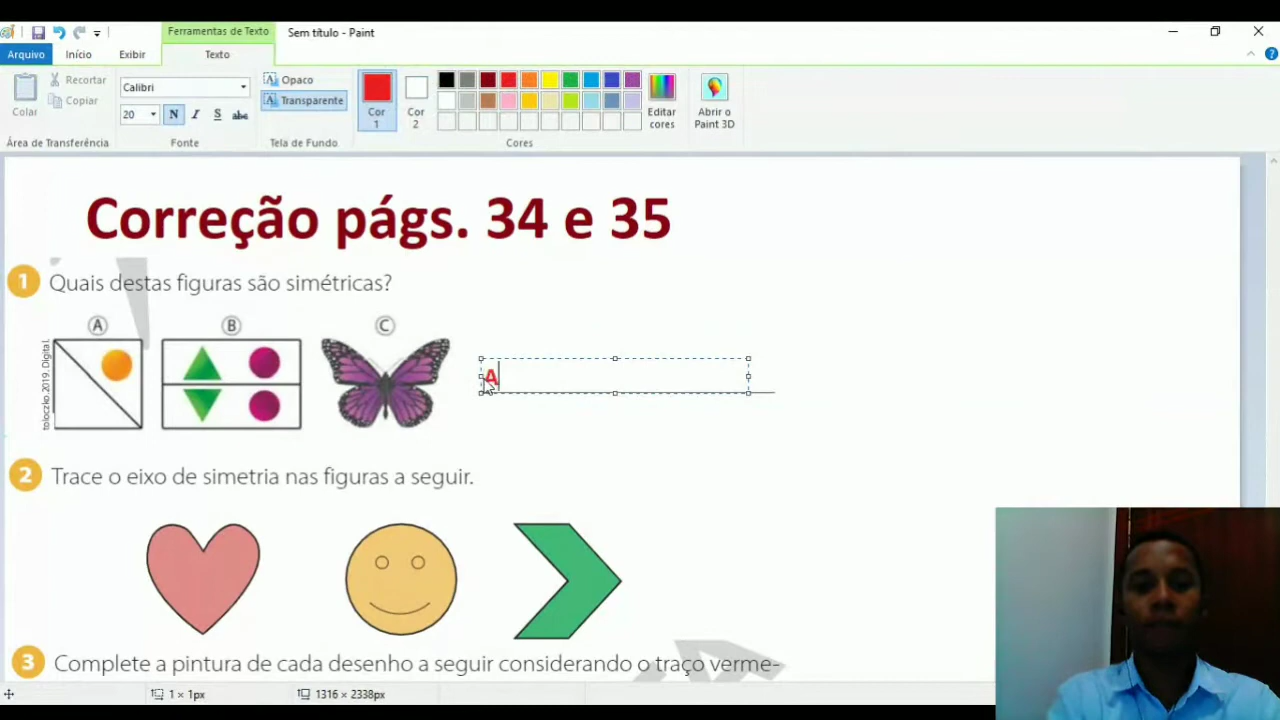 Ferramentas de Texto
Sem título - Paint
Arquivo
Início
Exibir
Texto
Colar
Recortar
Copiar
Área de Transferência
Calibri
20
N
I
S
abc
Fonte
Opaco
Transparente
Tela de Fundo
Cor 1
Cor 2
Editar cores
Cores
Abrir o Paint 3D
Correção págs. 34 e 35
1 Quais destas figuras são simétricas?
A
B
C
toloczko.2019. Digital.
A
2 Trace o eixo de simetria nas figuras a seguir.
3 Complete a pintura de cada desenho a seguir considerando o traço verme-
1 × 1px
1316 × 2338px